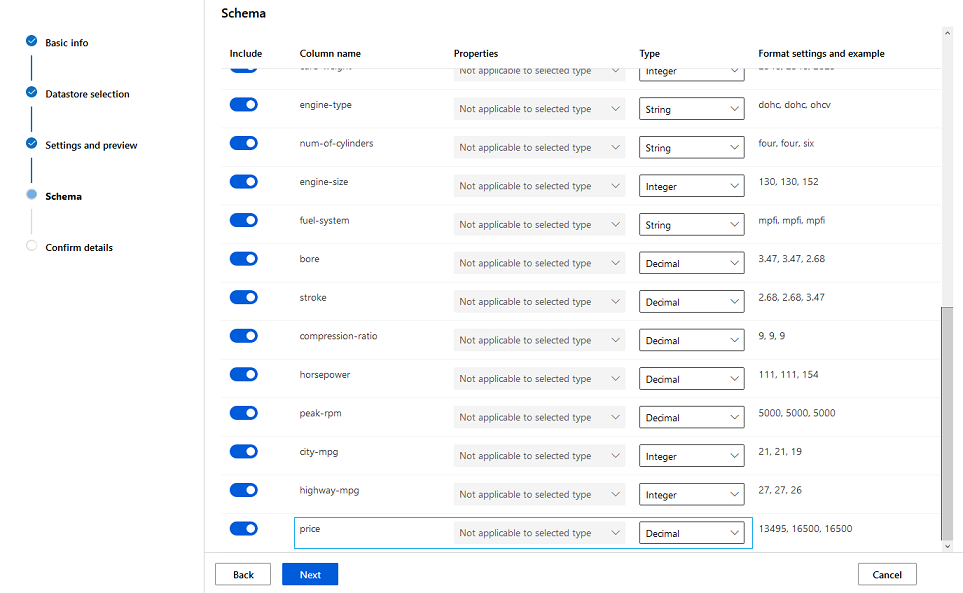 Schema
Basic info
Datastore selection
Settings and preview
Schema
Confirm details
Include Column name Properties Type Format settings and example
Not applicable to selected type Integer
engine-type Not applicable to selected type String dohc, dohc, ohcv
num-of-cylinders Not applicable to selected type String four, four, six
engine-size Not applicable to selected type Integer 130, 130, 152
fuel-system Not applicable to selected type String mpfi, mpfi, mpfi
bore Not applicable to selected type Decimal 3.47, 3.47, 2.68
stroke Not applicable to selected type Decimal 2.68, 2.68, 3.47
compression-ratio Not applicable to selected type Decimal 9, 9, 9
horsepower Not applicable to selected type Decimal 111, 111, 154
peak-rpm Not applicable to selected type Decimal 5000, 5000, 5000
city-mpg Not applicable to selected type Integer 21, 21, 19
highway-mpg Not applicable to selected type Integer 27, 27, 26
price Not applicable to selected type Decimal 13495, 16500, 16500
Back Next Cancel